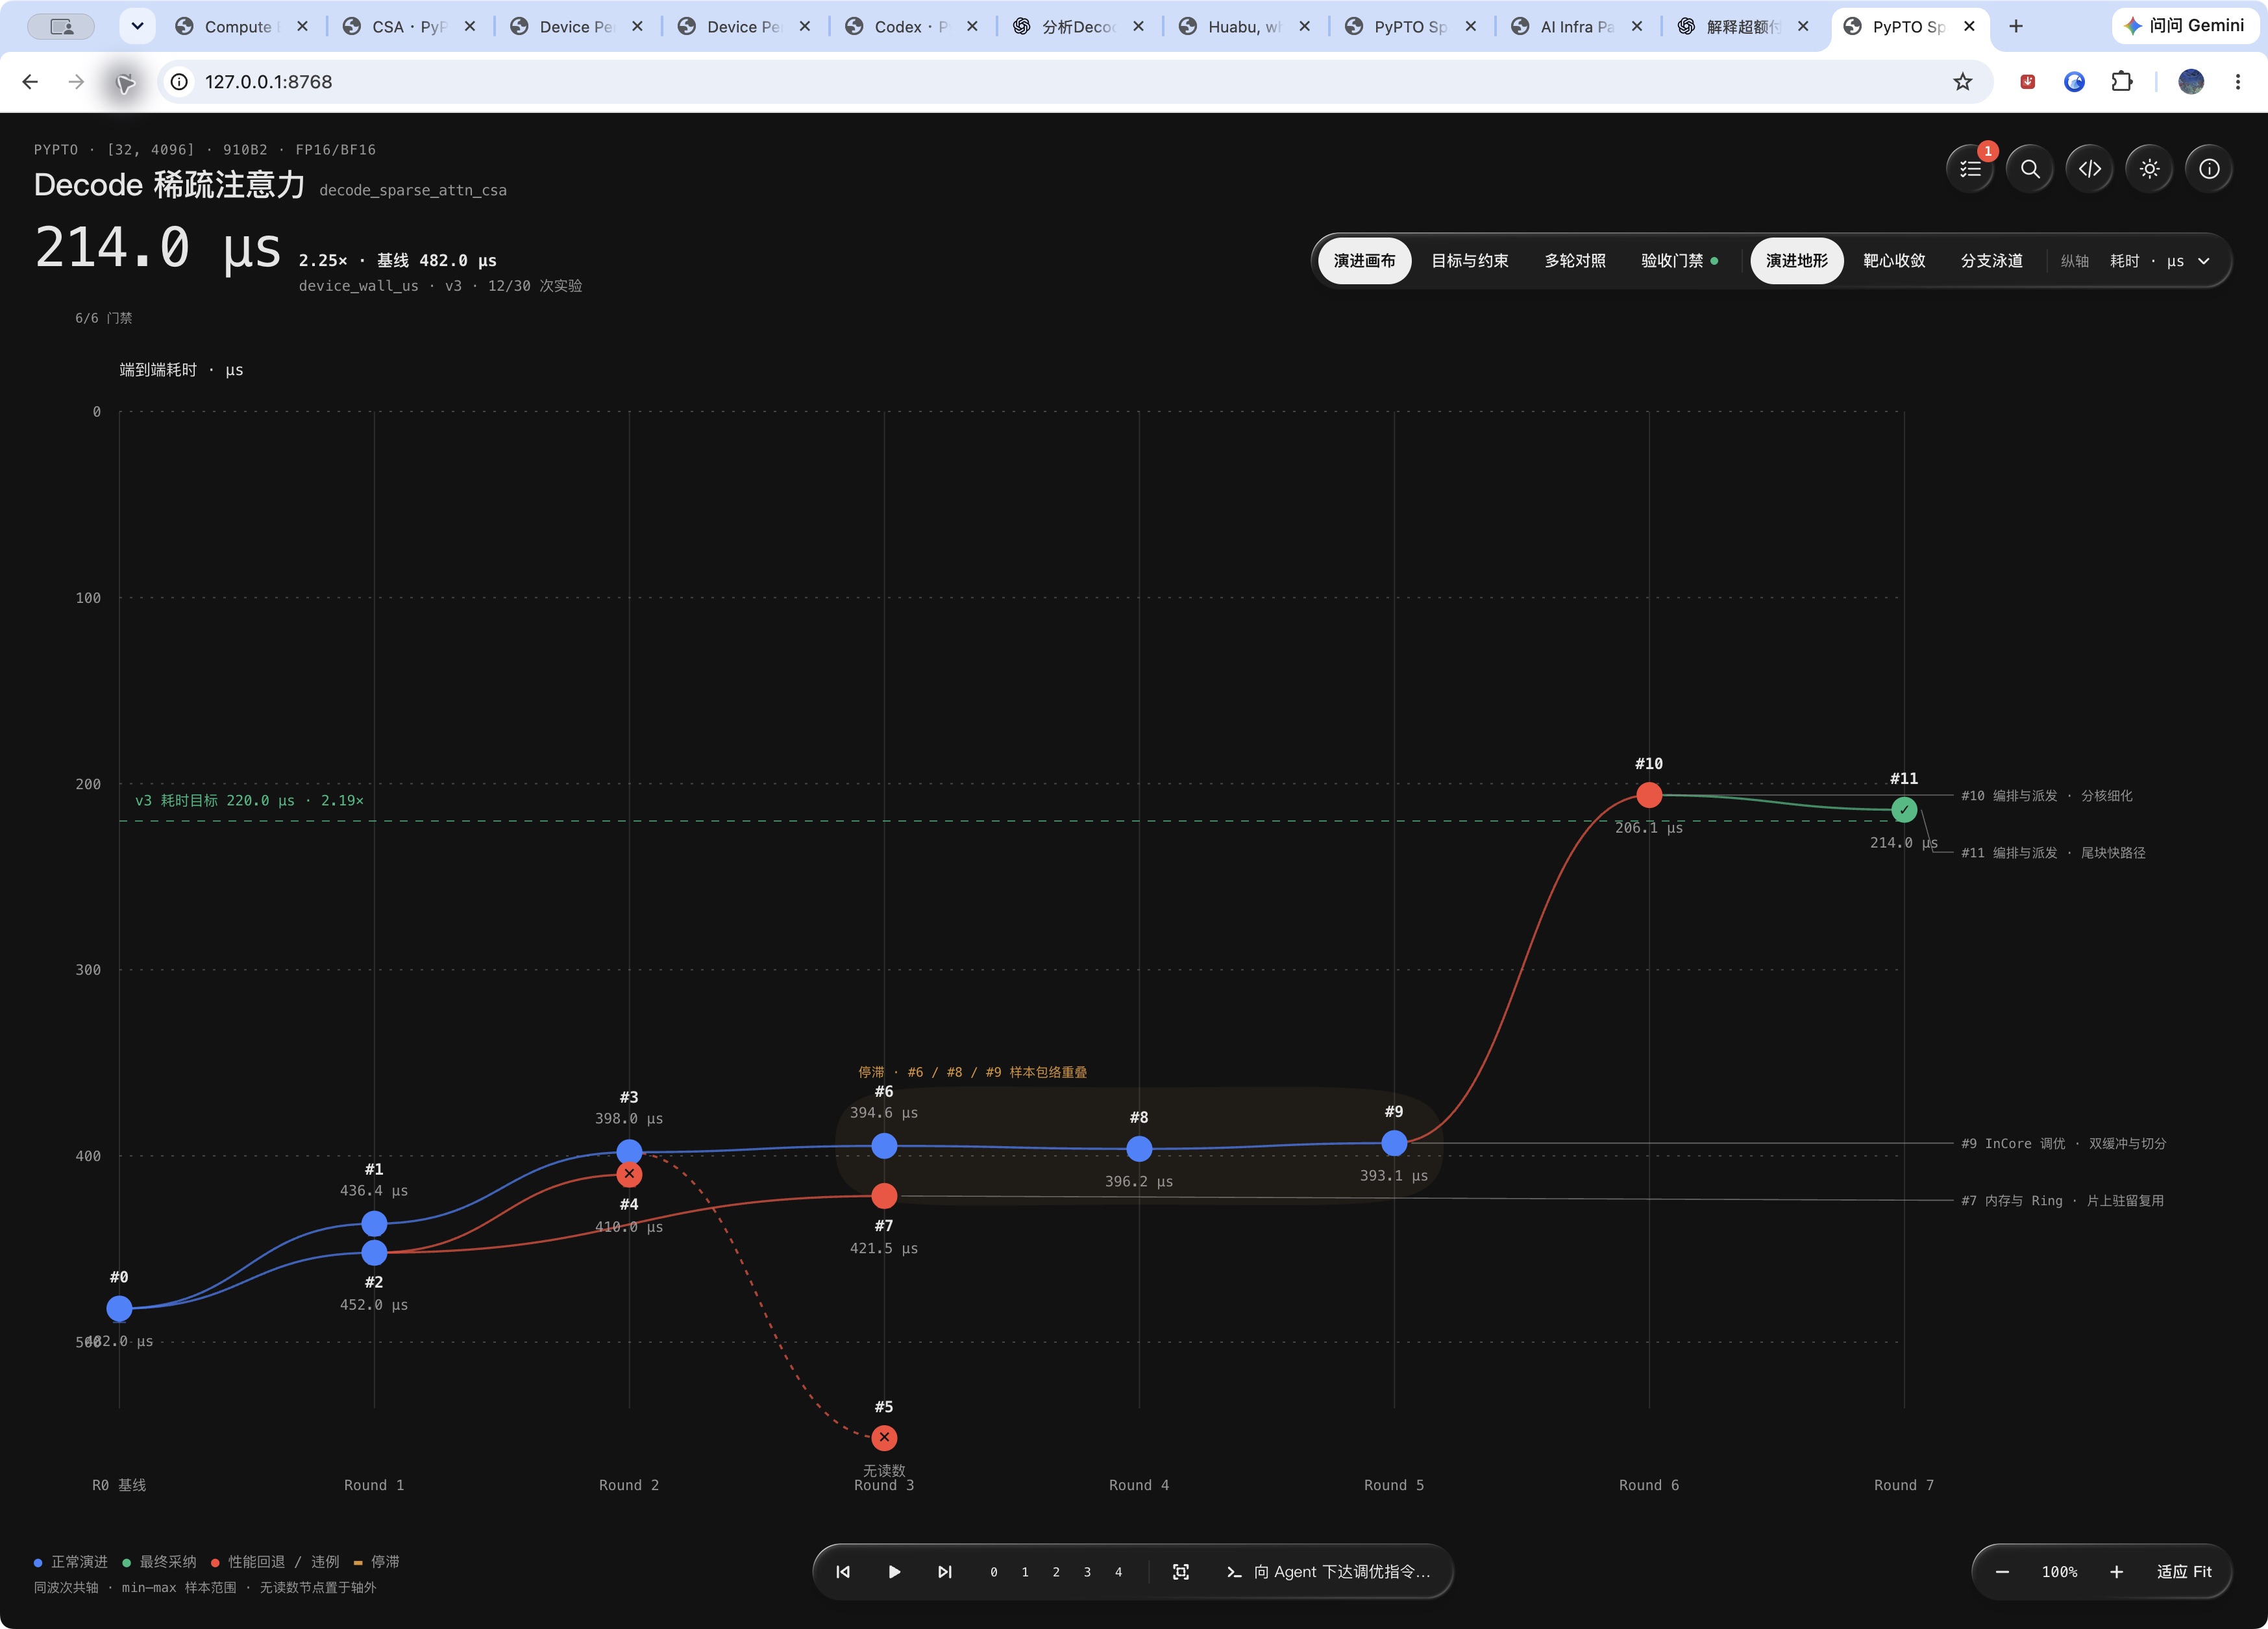 Compute
CSA · PyP
Device Pe
Device Pe
Codex · P
分析Deco
Huabu, wh
PyPTO Sp
AI Infra Pa
解释超额付
PyPTO Sp
问问 Gemini
127.0.0.1:8768
PYPTO · [32, 4096] · 910B2 · FP16/BF16
Decode 稀疏注意力 decode_sparse_attn_csa
1
214.0 µs
2.25× · 基线 482.0 µs
device_wall_us · v3 · 12/30 次实验
演进画布 目标与约束 多轮对照 验收门禁 演进地形 靶心收敛 分支泳道 纵轴 耗时 · µs
6/6 门禁
端到端耗时 · µs
0
100
200
300
400
500
v3 耗时目标 220.0 µs · 2.19×
#10
206.1 µs
#11
214.0 µs
#10 编排与派发 · 分核细化
#11 编排与派发 · 尾块快路径
停滞 · #6 / #8 / #9 样本包络重叠
#6
394.6 µs
#3
398.0 µs
#8
396.2 µs
#9
393.1 µs
#9 InCore 调优 · 双缓冲与切分
#1
436.4 µs
#4
410.0 µs
#7
421.5 µs
#7 内存与 Ring · 片上驻留复用
#0
482.0 µs
#2
452.0 µs
#5
无读数
R0 基线
Round 1
Round 2
Round 3
Round 4
Round 5
Round 6
Round 7
正常演进 最终采纳 性能回退 / 违例 停滞
同波次共轴 · min–max 样本范围 · 无读数节点置于轴外
0 1 2 3 4
向 Agent 下达调优指令...
100%
适应 Fit